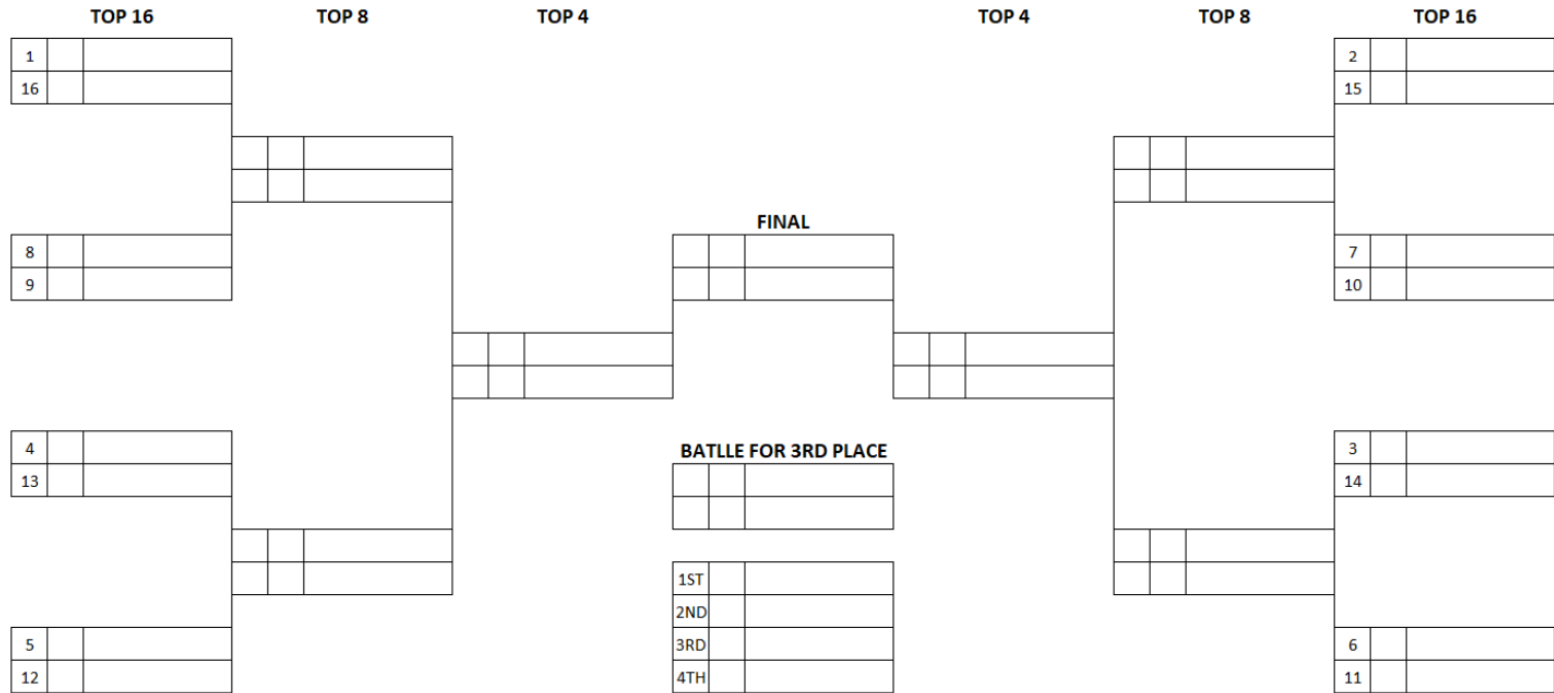 TOP 16 TOP 8 TOP 4 TOP 4 TOP 8 TOP 16
1 2
16 15
FINAL
8 7
9 10
4 BATLLE FOR 3RD PLACE 3
13 14
1ST
2ND
5 3RD 6
12 4TH 11